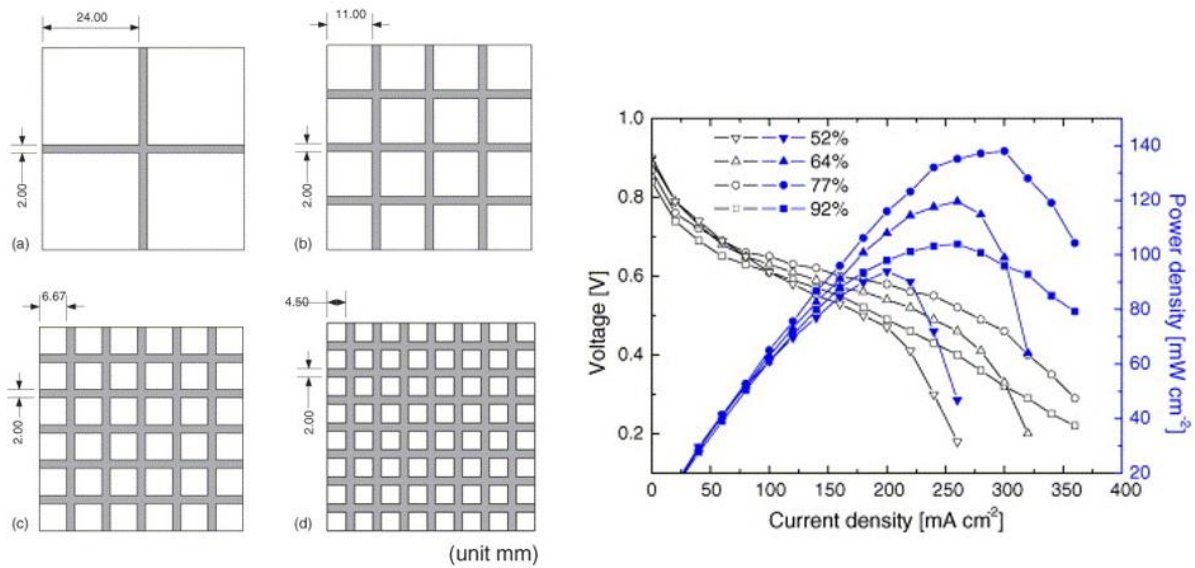 24.00
2.00
(a)
11.00
2.00
(b)
6.67
2.00
(c)
4.50
2.00
(d)
(unit mm)
1.0
0.8
0.6
0.4
0.2
Voltage [V]
52%
64%
77%
92%
0 50 100 150 200 250 300 350 400
Current density [mA cm⁻²]
140
120
100
80
60
40
20
Power density [mW cm⁻²]